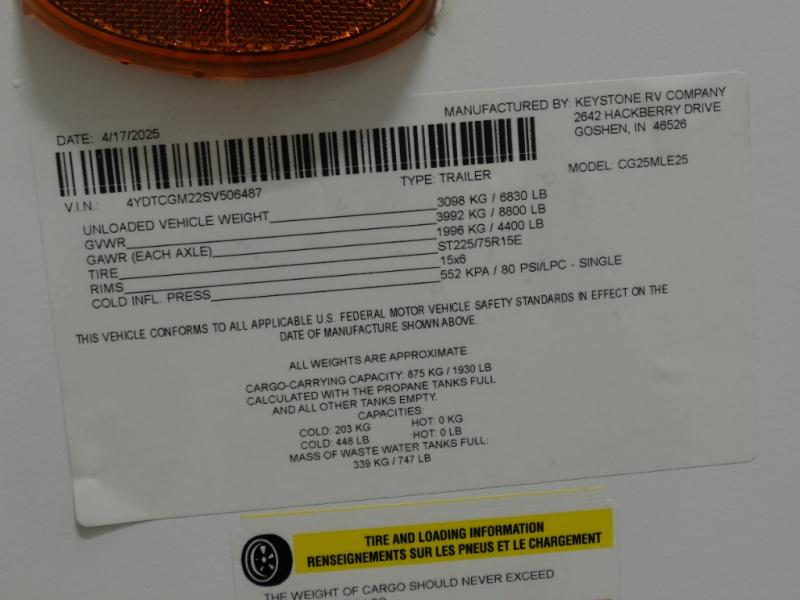 MANUFACTURED BY: KEYSTONE RV COMPANY
2642 HACKBERRY DRIVE
GOSHEN, IN 46526
DATE: 4/17/2025
V.I.N.: 4YDTCGM22SV506487
TYPE: TRAILER
MODEL: CG25MLE25
UNLOADED VEHICLE WEIGHT 3098 KG / 6830 LB
GVWR 3992 KG / 8800 LB
GAWR (EACH AXLE) 1996 KG / 4400 LB
TIRE ST225/75R15E
RIMS 15x6
COLD INFL. PRESS 552 KPA / 80 PSI/LPC - SINGLE
THIS VEHICLE CONFORMS TO ALL APPLICABLE U.S. FEDERAL MOTOR VEHICLE SAFETY STANDARDS IN EFFECT ON THE
DATE OF MANUFACTURE SHOWN ABOVE.
ALL WEIGHTS ARE APPROXIMATE.
CARGO-CARRYING CAPACITY: 875 KG / 1930 LB
CALCULATED WITH THE PROPANE TANKS FULL
AND ALL OTHER TANKS EMPTY.
CAPACITIES:
COLD: 203 KG HOT: 0 KG
COLD: 448 LB HOT: 0 LB
MASS OF WASTE WATER TANKS FULL:
339 KG / 747 LB
TIRE AND LOADING INFORMATION
RENSEIGNEMENTS SUR LES PNEUS ET LE CHARGEMENT
THE WEIGHT OF CARGO SHOULD NEVER EXCEED